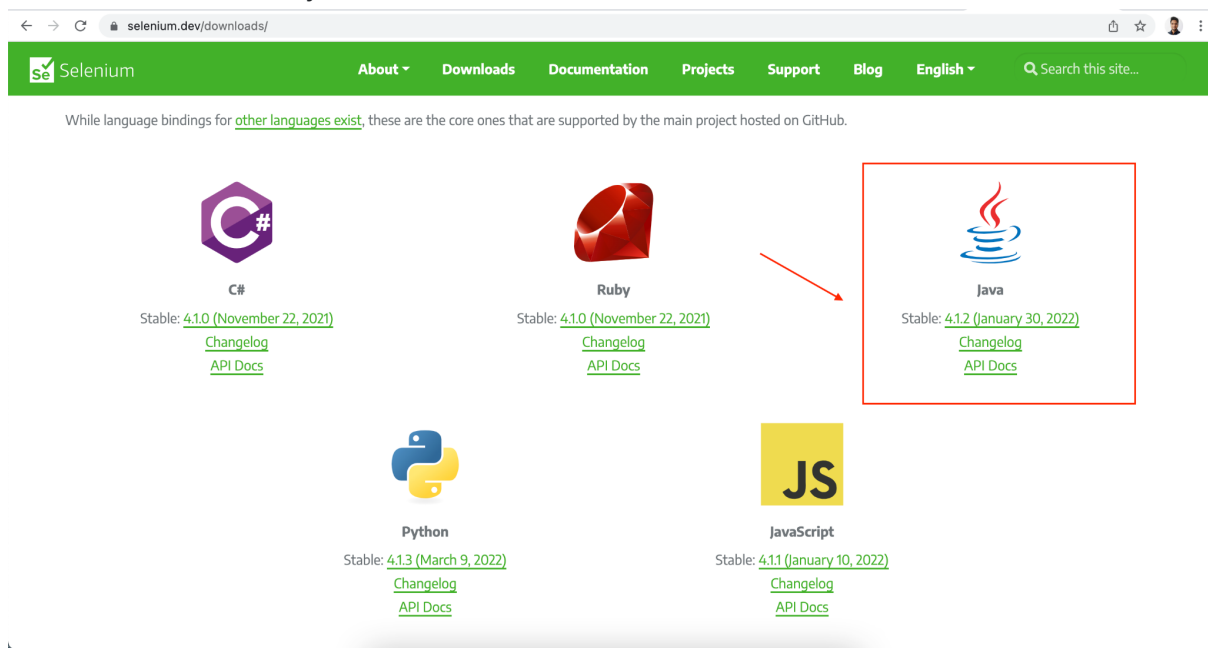 selenium.dev/downloads/
Se Selenium About Downloads Documentation Projects Support Blog English Search this site...
While language bindings for other languages exist, these are the core ones that are supported by the main project hosted on GitHub.
C#
C# Ruby Java
Stable: 4.1.0 (November 22, 2021) Stable: 4.1.0 (November 22, 2021) Stable: 4.1.2 (January 30, 2022)
Changelog Changelog Changelog
API Docs API Docs API Docs
JS
Python JavaScript
Stable: 4.1.3 (March 9, 2022) Stable: 4.1.1 (January 10, 2022)
Changelog Changelog
API Docs API Docs